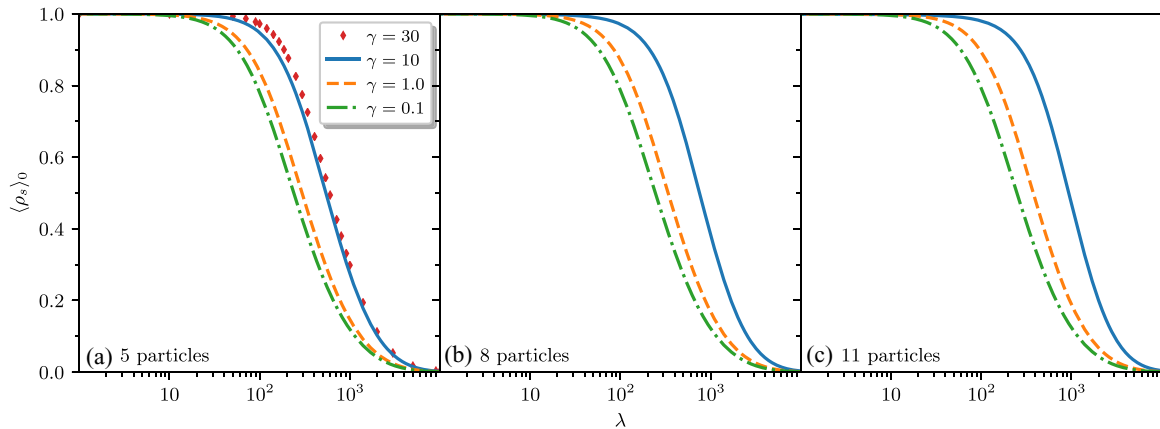 1.0
0.8
0.6
0.4
0.2
0.0
⟨ρ_s⟩_0
γ = 30
γ = 10
γ = 1.0
γ = 0.1
(a) 5 particles
(b) 8 particles
(c) 11 particles
10 10² 10³
10 10² 10³
10 10² 10³
λ